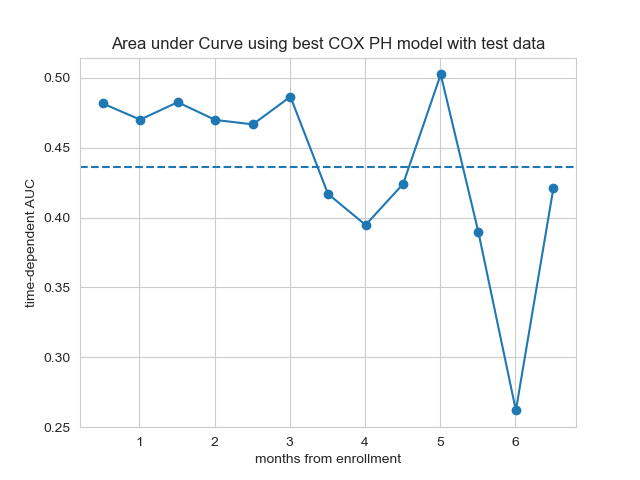 Area under Curve using best COX PH model with test data
time-dependent AUC
0.50
0.45
0.40
0.35
0.30
0.25
1 2 3 4 5 6
months from enrollment